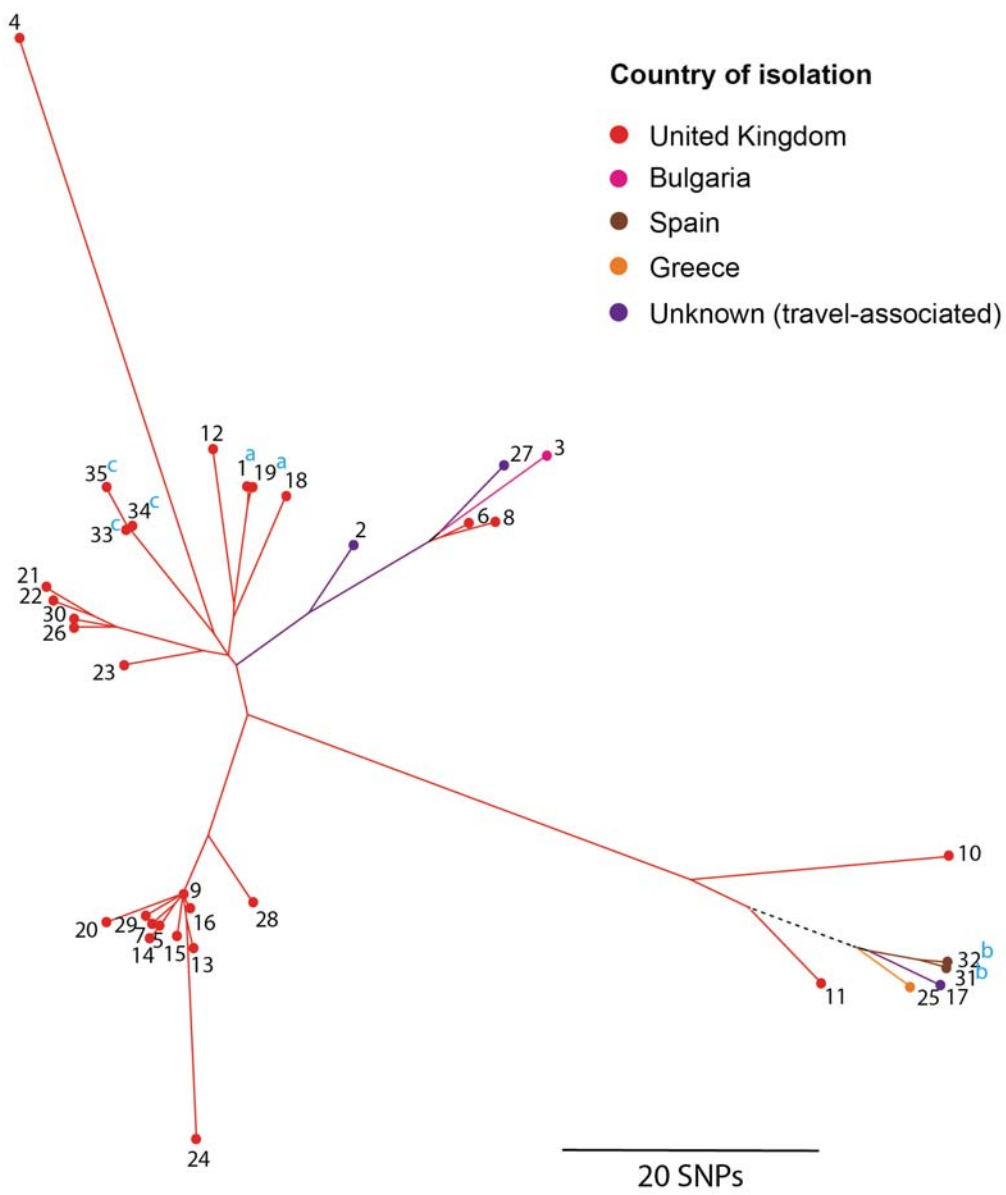 4
Country of isolation
United Kingdom
Bulgaria
Spain
Greece
Unknown (travel-associated)
12
1a
19a
18
35c
34c
33c
27
3
6
8
2
21
22
30
26
23
10
9
28
20
29
7
5
16
14
15
13
32b
31b
11
25
17
24
20 SNPs